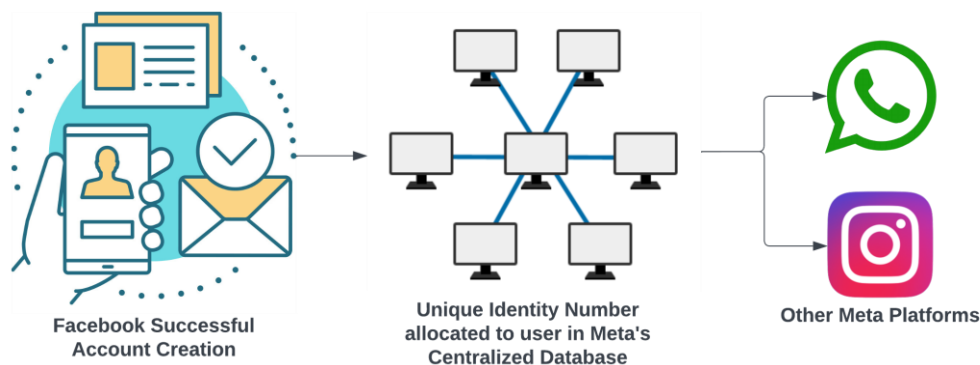 Facebook Successful
Account Creation
Unique Identity Number
allocated to user in Meta's
Centralized Database
Other Meta Platforms